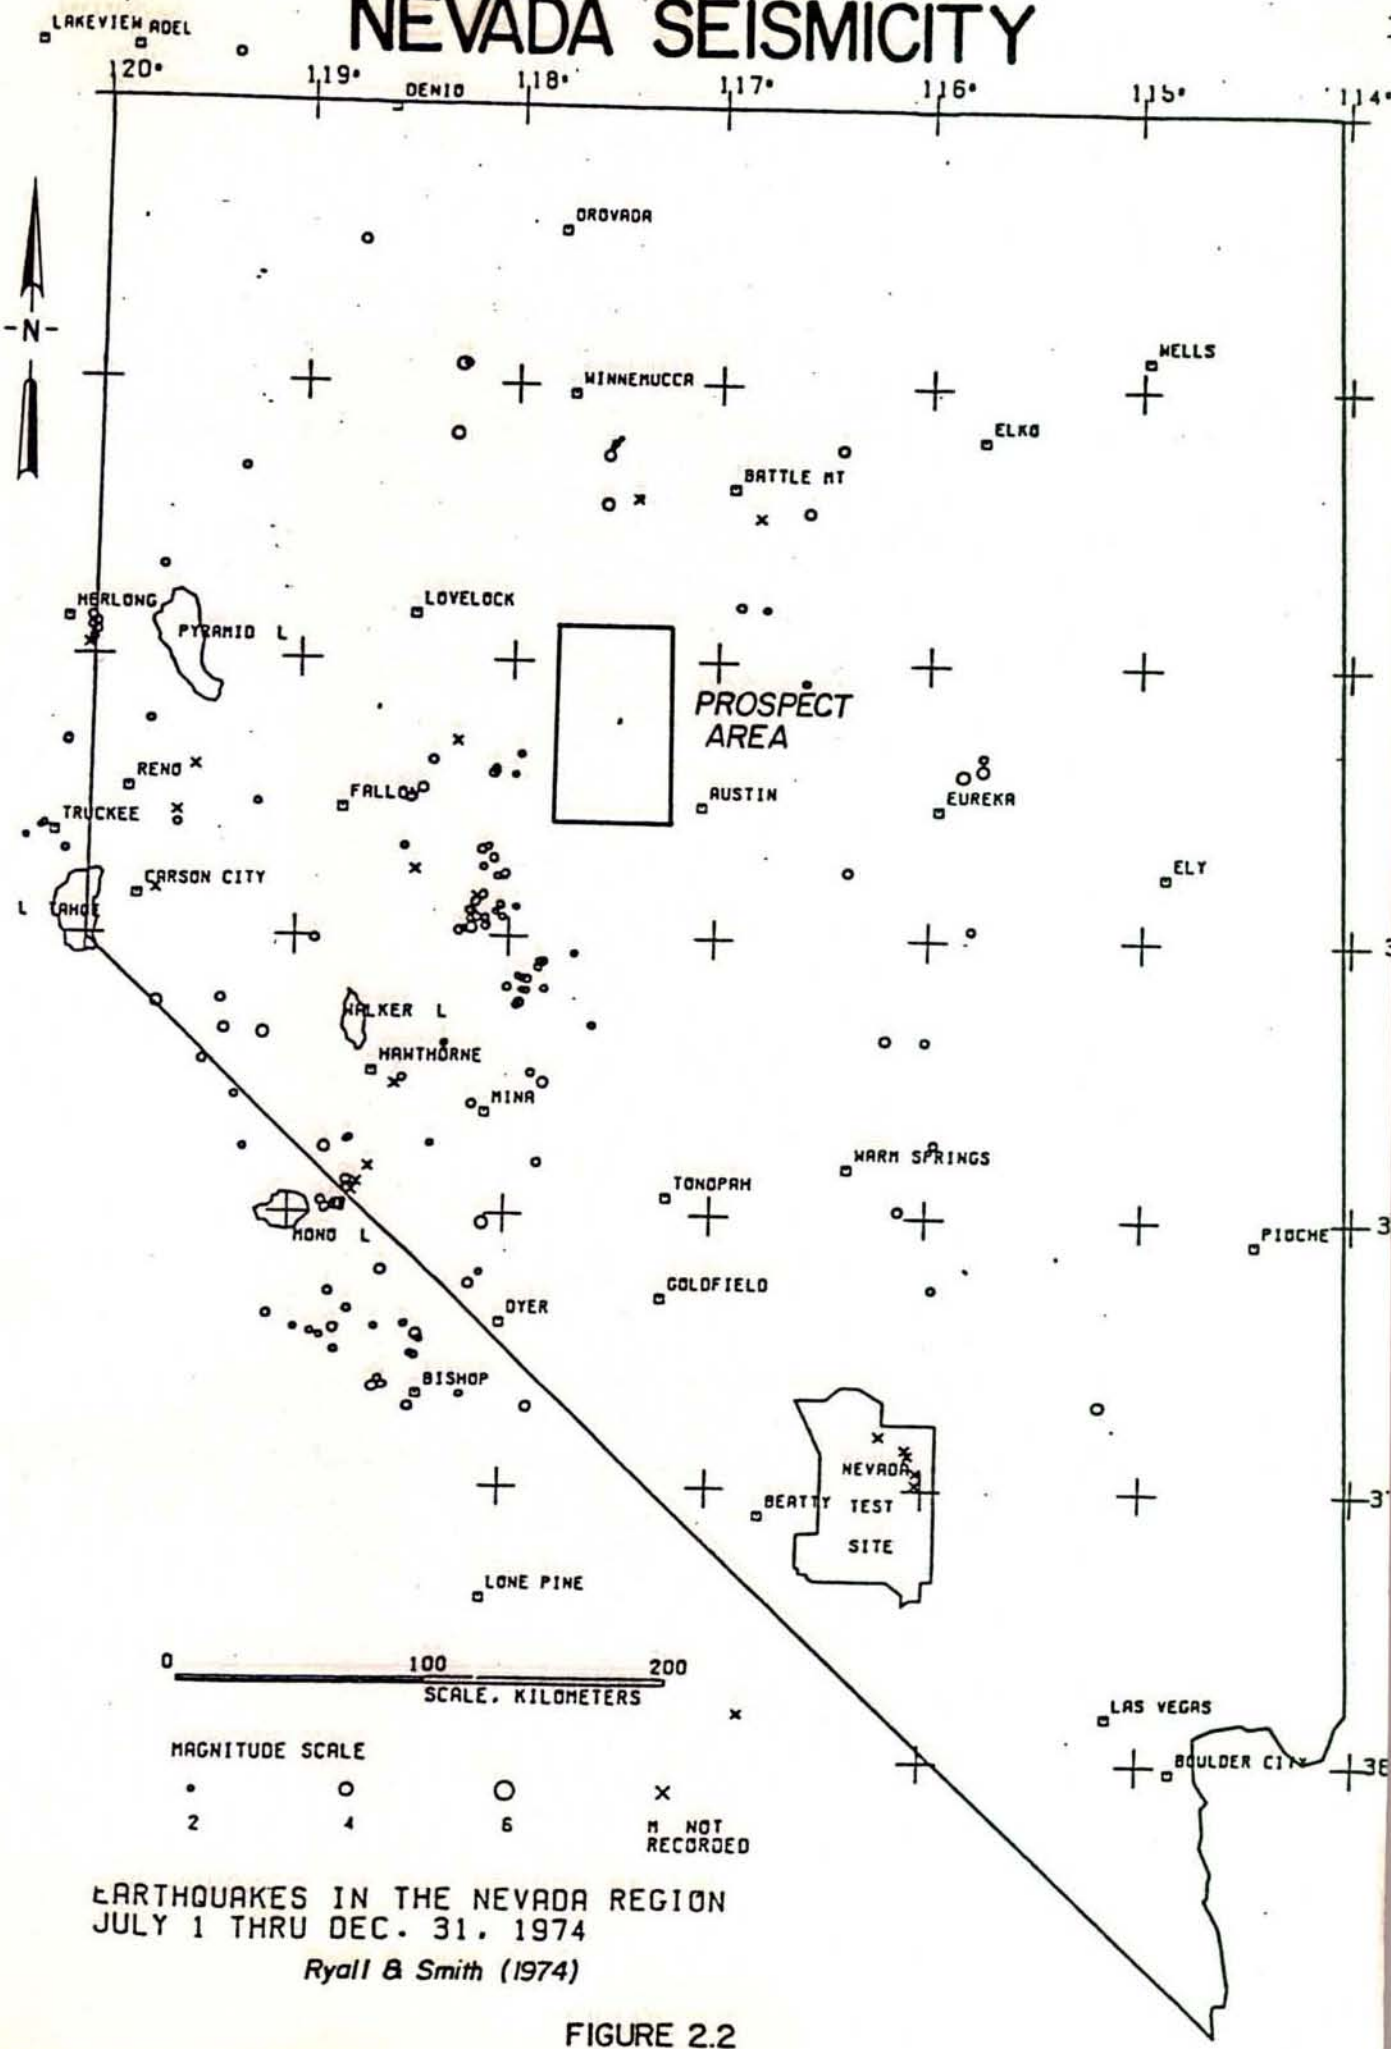 NEVADA SEISMICITY
LAKEVIEW ADEL
120° 119° 118° 117° 116° 115° 114°
DENIO
OROVADA
-N-
WELLS
WINNEMUCCA
ELKO
BATTLE MT
HERLONG
LOVELOCK
PYRAMID L
PROSPECT
AREA
RENO
FALLON
AUSTIN
EUREKA
TRUCKEE
CARSON CITY
ELY
L TAHOE
WALKER L
HAWTHORNE
MINA
WARM SPRINGS
TONOPAH
MONO L
PIOCHE
GOLDFIELD
DYER
BISHOP
NEVADA
BEATTY TEST
SITE
LONE PINE
0 100 200
SCALE, KILOMETERS
LAS VEGAS
BOULDER CITY
MAGNITUDE SCALE
2 4 6 M NOT
RECORDED
EARTHQUAKES IN THE NEVADA REGION
JULY 1 THRU DEC. 31, 1974
Ryall & Smith (1974)
FIGURE 2.2